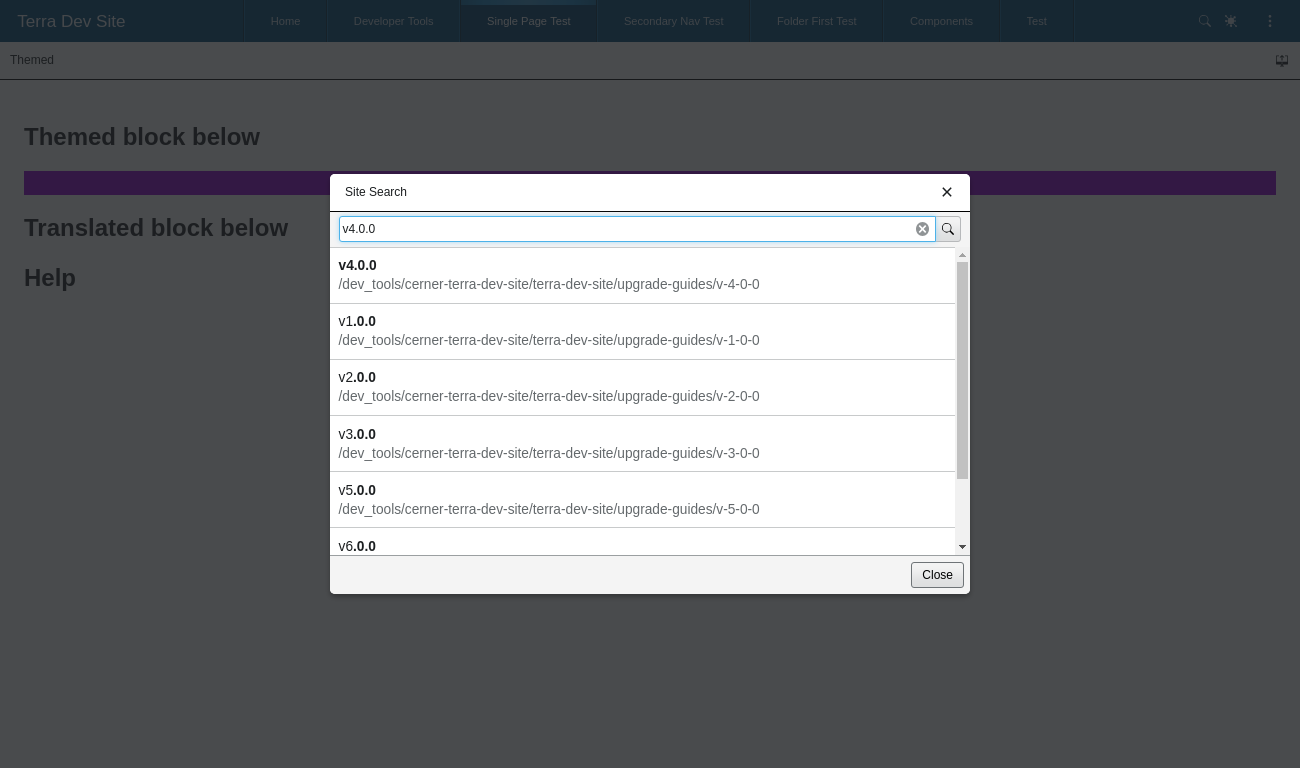 Terra Dev Site
Home
Developer Tools
Single Page Test
Secondary Nav Test
Folder First Test
Components
Test
Themed
Themed block below
Translated block below
Help
Site Search
v4.0.0
v4.0.0
/dev_tools/cerner-terra-dev-site/terra-dev-site/upgrade-guides/v-4-0-0
v1.0.0
/dev_tools/cerner-terra-dev-site/terra-dev-site/upgrade-guides/v-1-0-0
v2.0.0
/dev_tools/cerner-terra-dev-site/terra-dev-site/upgrade-guides/v-2-0-0
v3.0.0
/dev_tools/cerner-terra-dev-site/terra-dev-site/upgrade-guides/v-3-0-0
v5.0.0
/dev_tools/cerner-terra-dev-site/terra-dev-site/upgrade-guides/v-5-0-0
v6.0.0
Close